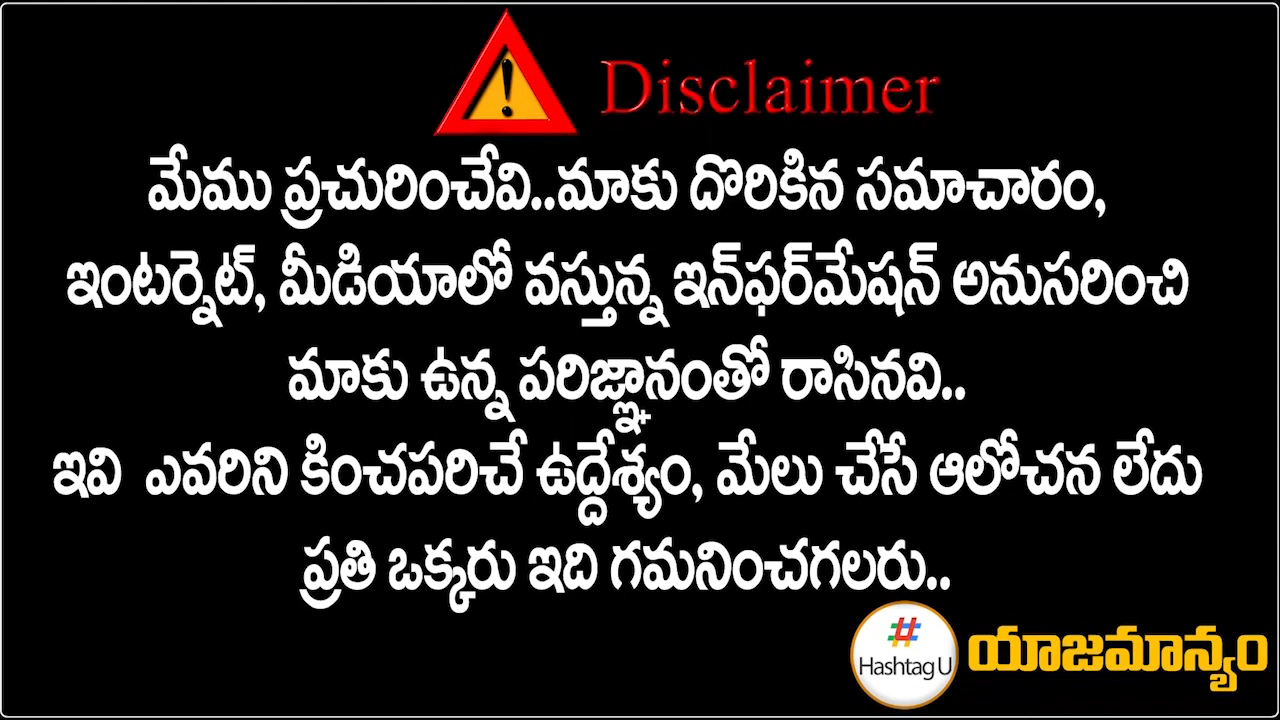 Disclaimer
మేము ప్రచురించేవి..మాకు దొరికిన సమాచారం,
ఇంటర్నెట్, మీడియాలో వస్తున్న ఇన్‌ఫర్‌మేషన్ అనుసరించి
మాకు ఉన్న పరిజ్ఞానంతో రాసినవి..
ఇవి ఎవరిని కించపరిచే ఉద్దేశ్యం, మేలు చేసే ఆలోచన లేదు
ప్రతి ఒక్కరు ఇది గమనించగలరు..
#
Hashtag U
యాజమాన్యం